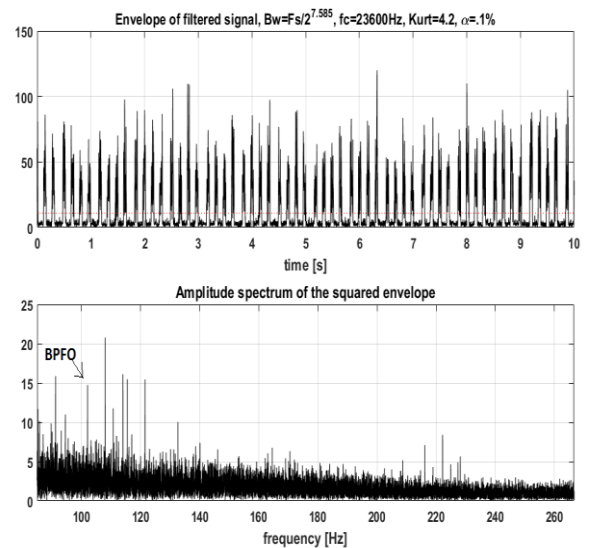 Envelope of filtered signal, Bw=Fs/2^7.585, fc=23600Hz, Kurt=4.2, α=.1%
150
100
50
0
0 1 2 3 4 5 6 7 8 9 10
time [s]
Amplitude spectrum of the squared envelope
25
20
BPFO
15
10
5
0
100 120 140 160 180 200 220 240 260
frequency [Hz]